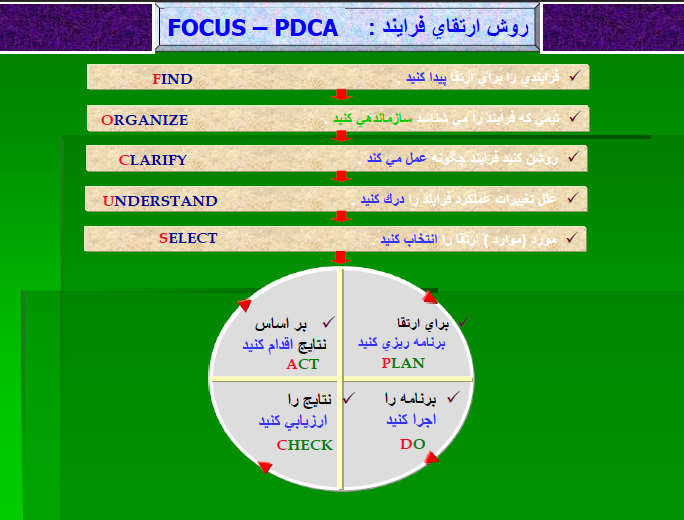 روش ارتقاي فرايند : FOCUS – PDCA
فرايندي را براي ارتقا پيدا كنيد . FIND
تيمي كه فرايند را مي شناسد سازماندهي كنيد . ORGANIZE
روشن كنيد فرايند چگونه عمل مي كند . CLARIFY
علل تغييرات عملكرد فرايند را درك كنيد . UNDERSTAND
مورد (موارد ) ارتقا را انتخاب كنيد . SELECT
براي ارتقا
برنامه ريزي كنيد
PLAN
بر اساس
نتايج اقدام كنيد
ACT
برنامه را
اجرا كنيد
DO
نتايج را
ارزيابي كنيد
CHECK